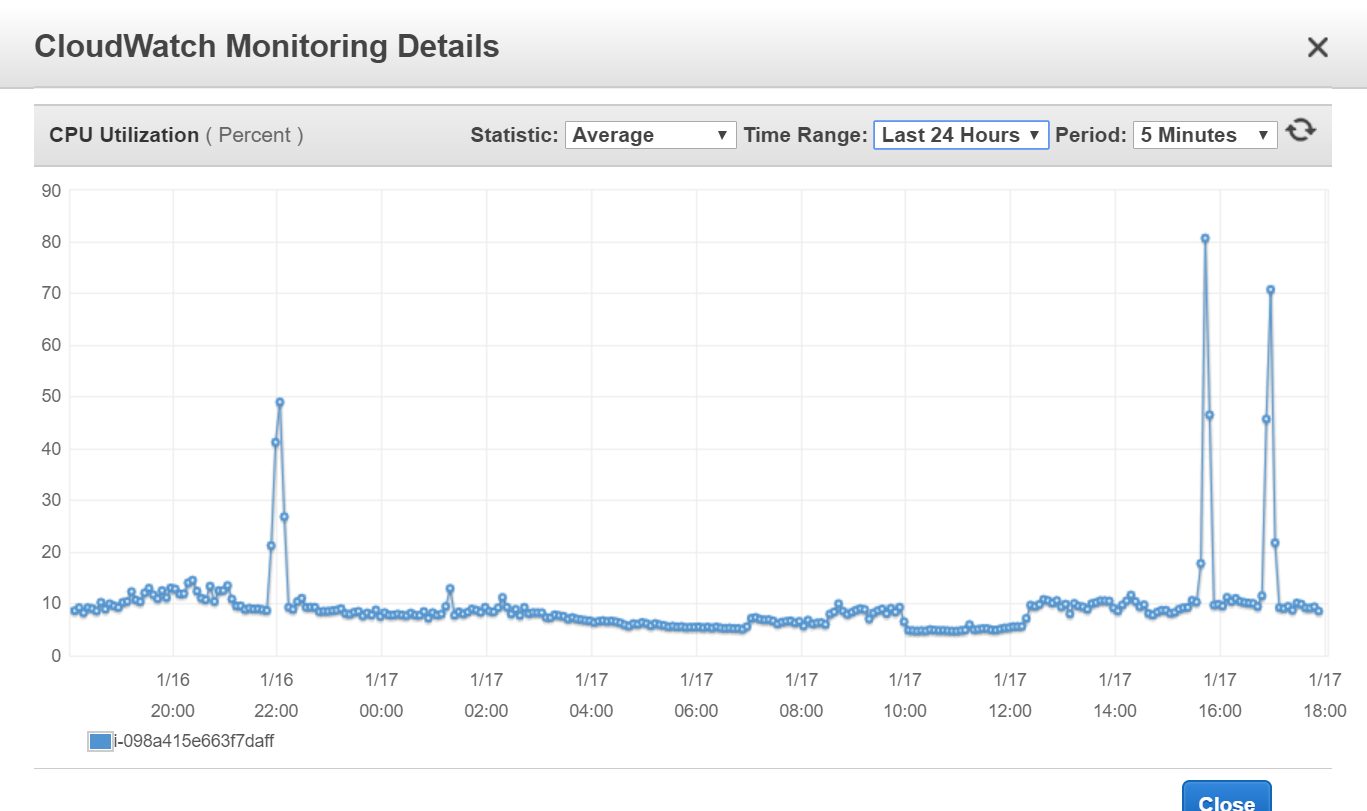 CloudWatch Monitoring Details
CPU Utilization ( Percent ) Statistic: Average Time Range: Last 24 Hours Period: 5 Minutes
90
80
70
60
50
40
30
20
10
0
1/16 1/16 1/17 1/17 1/17 1/17 1/17 1/17 1/17 1/17 1/17 1/17
20:00 22:00 00:00 02:00 04:00 06:00 08:00 10:00 12:00 14:00 16:00 18:00
i-098a415e663f7daff
Close